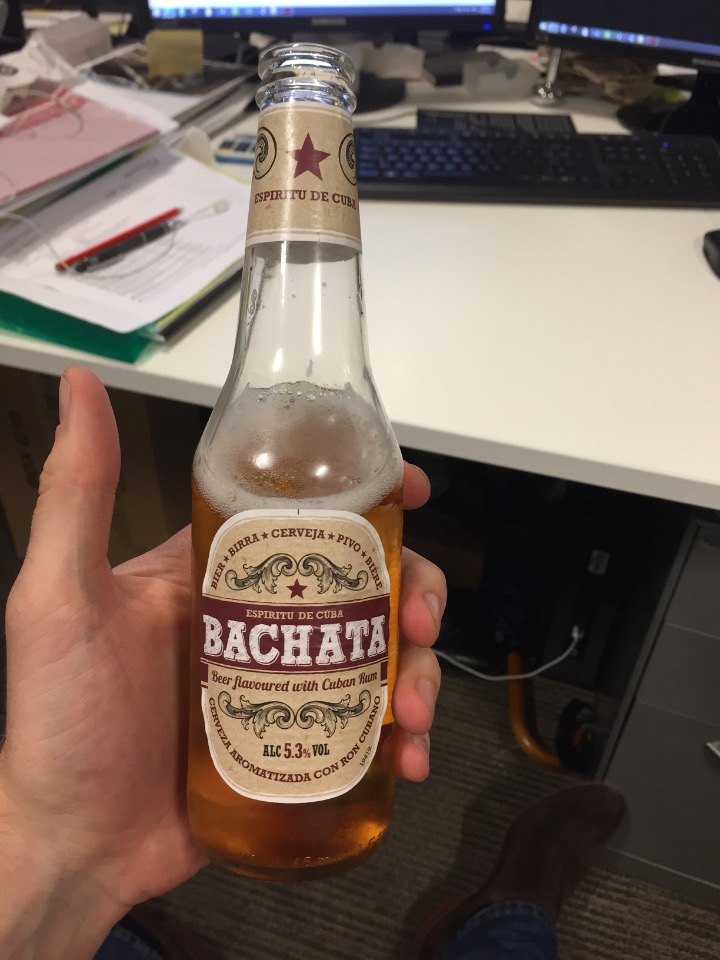 ESPIRITU DE CUBA
BIER ★ BIRRA ★ CERVEJA ★ PIVO ★ BIERE
ESPIRITU DE CUBA
BACHATA
Beer flavoured with Cuban Rum
ALC 5.3% VOL
CERVEZA AROMATIZADA CON RON CUBANO